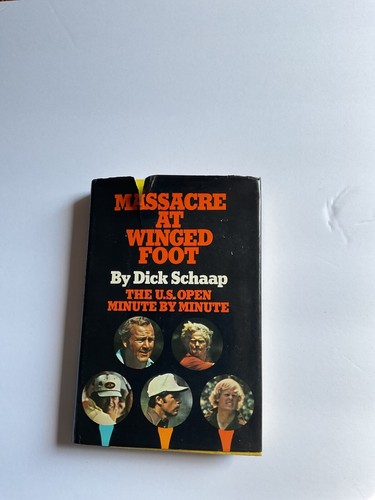 MASSACRE
AT
WINGED
FOOT
By Dick Schaap
THE U.S. OPEN
MINUTE BY MINUTE